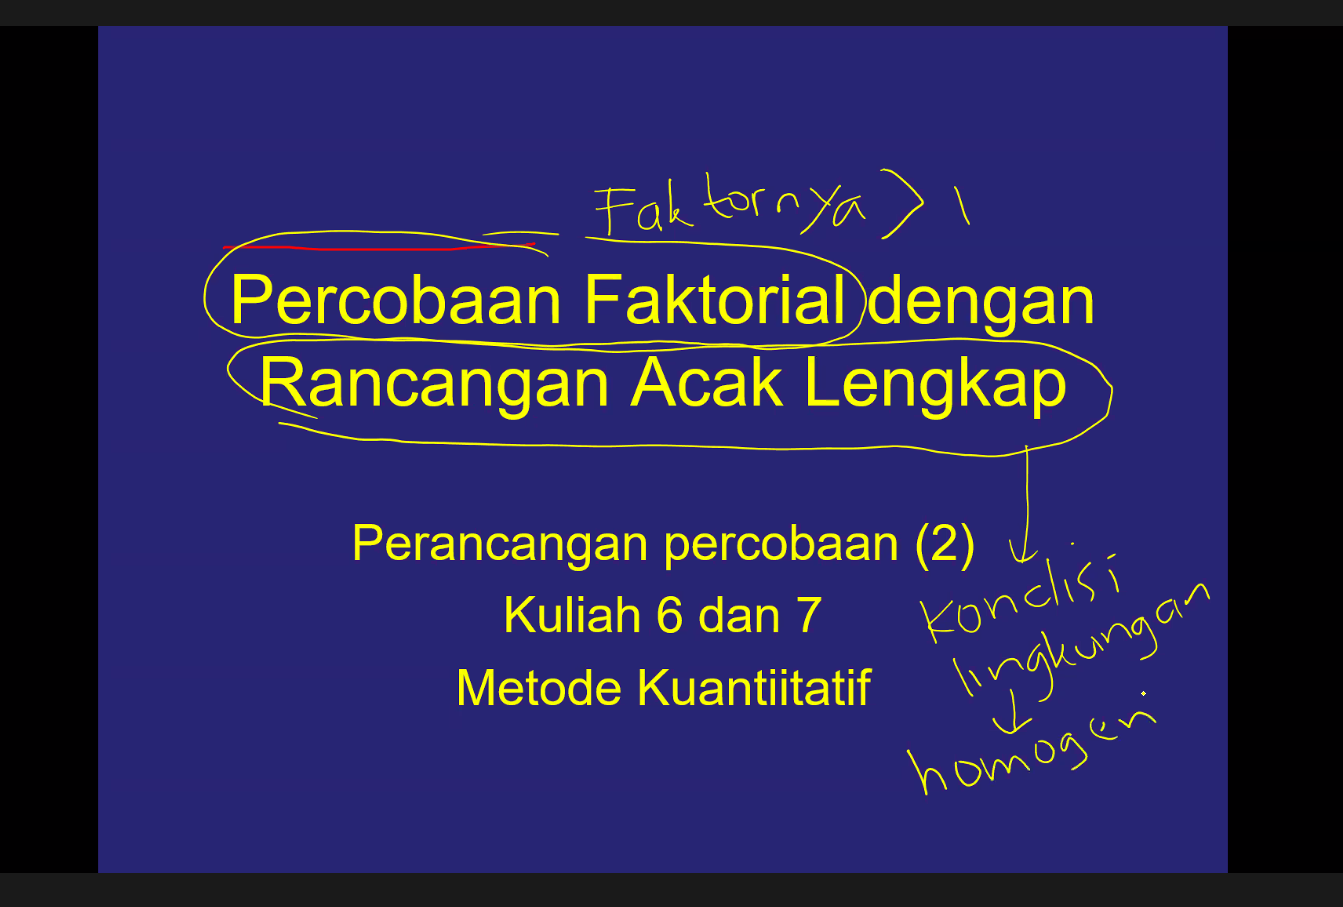 Faktornya > 1
Percobaan Faktorial dengan
Rancangan Acak Lengkap
Perancangan percobaan (2)
Kuliah 6 dan 7
Metode Kuantiitatif
Kondisi
lingkungan
homogen